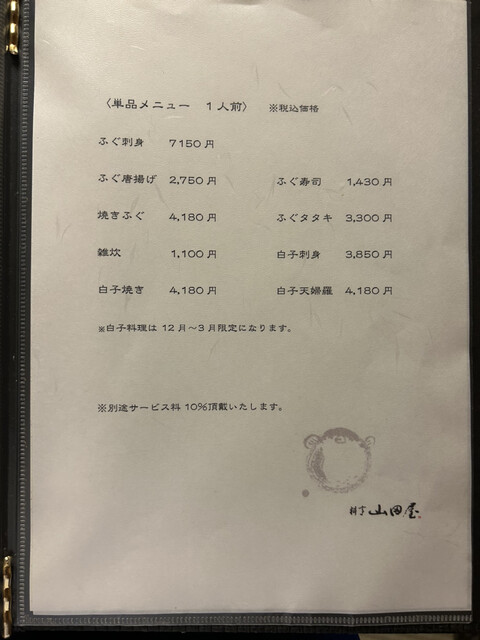 〈単品メニュー　1人前〉　※税込価格
ふぐ刺身　7150円
ふぐ唐揚げ　2,750円　ふぐ寿司　1,430円
焼きふぐ　4,180円　ふぐタタキ　3,300円
雑炊　1,100円　白子刺身　3,850円
白子焼き　4,180円　白子天婦羅　4,180円
※白子料理は12月～3月限定になります。
※別途サービス料10%頂戴いたします。
料亭 山田屋